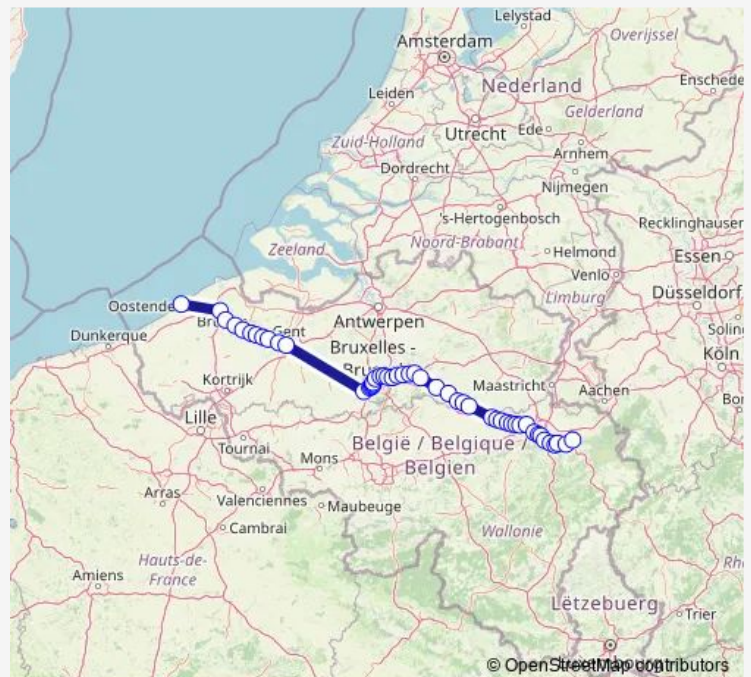 Lelystad
Overijssel
Amsterdam
Enschede
Nederland
Leiden
Gelderland
Utrecht
Ede
Zuid-Holland
Arnhem
Dordrecht
Nijmegen
's-Hertogenbosch
Recklinghausen
Zeeland
Noord-Brabant
Helmond
Essen
Venlo
Limburg
Düsseldorf
Oostende
Antwerpen
Dunkerque
Gent
Bruxelles -
Solin
Köln
Kortrijk
Maastricht
Aachen
Lille
België / Belgique /
Belgien
Tournai
Mons
Arras
Valenciennes
Maubeuge
Cambrai
Wallonie
Hauts-de-
France
Amiens
Lëtzebuerg
Trier
© OpenStreetMap contributors